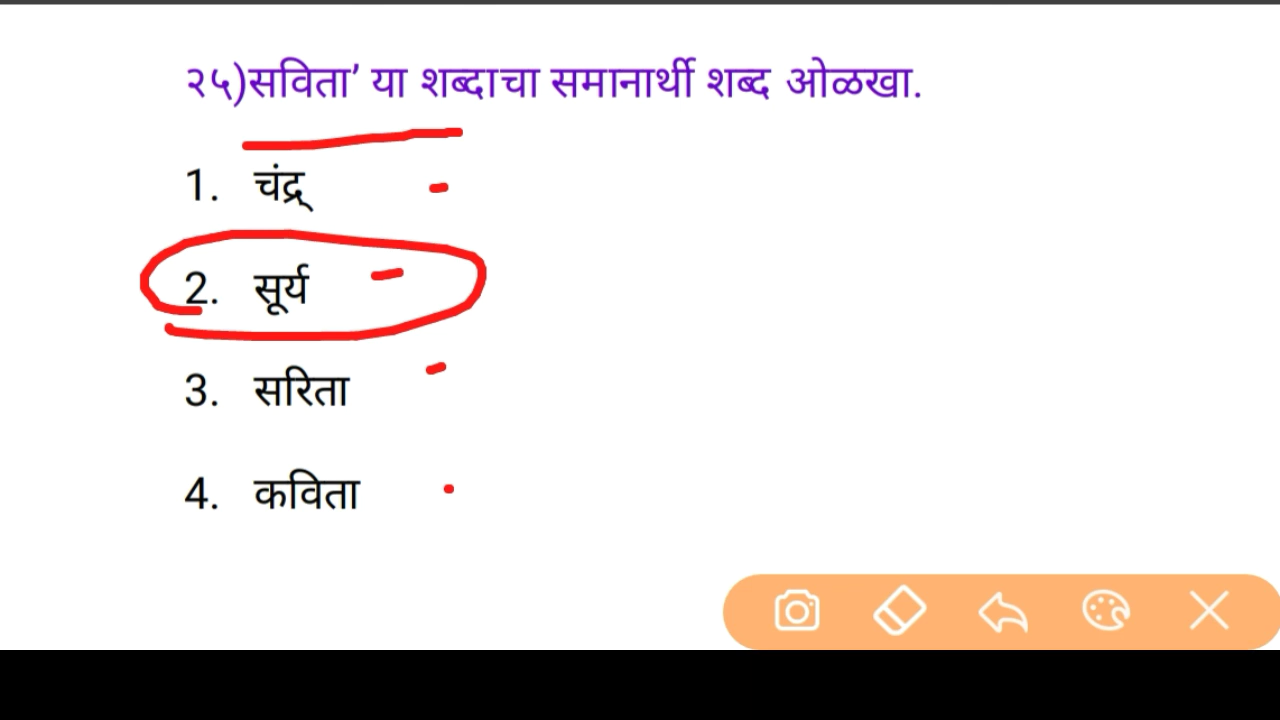 २५)सविता’ या शब्दाचा समानार्थी शब्द ओळखा.
1. चंद्र्
2. सूर्य
3. सरिता
4. कविता